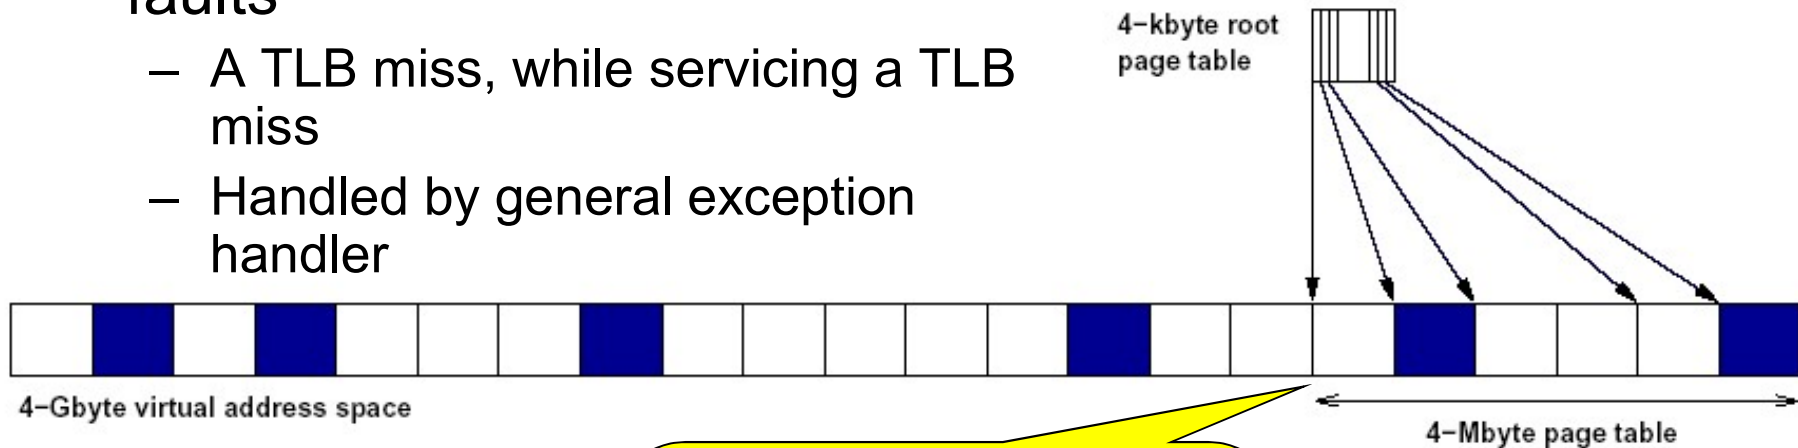 faults
– A TLB miss, while servicing a TLB
miss
– Handled by general exception
handler
4-kbyte root
page table
4-Gbyte virtual address space
4-Mbyte page table